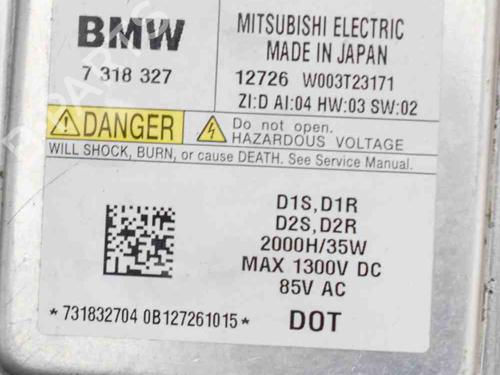 BMW
7 318 327
MITSUBISHI ELECTRIC
MADE IN JAPAN
12726 W003T23171
ZI:D AI:04 HW:03 SW:02
DANGER
Do not open.
HAZARDOUS VOLTAGE
WILL SHOCK, BURN, or cause DEATH. See Service Manual.
D1S,D1R
D2S,D2R
2000H/35W
MAX 1300V DC
85V AC
*731832704 0B127261015*
DOT